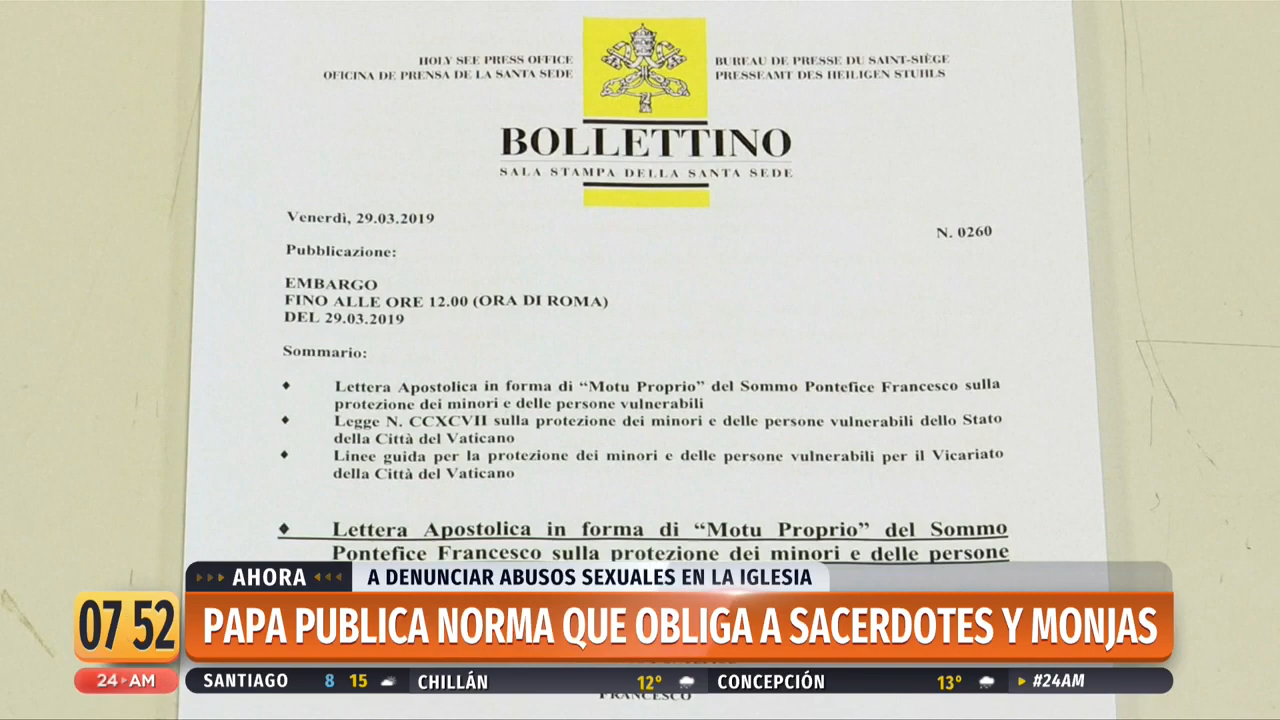 HOLY SEE PRESS OFFICE
OFICINA DE PRENSA DE LA SANTA SEDE
BUREAU DE PRESSE DU SAINT-SIÈGE
PRESSEAMT DES HEILIGEN STUHLS
BOLLETTINO
SALA STAMPA DELLA SANTA SEDE
Venerdì, 29.03.2019
N. 0260
Pubblicazione:
EMBARGO
FINO ALLE ORE 12.00 (ORA DI ROMA)
DEL 29.03.2019
Sommario:
Lettera Apostolica in forma di “Motu Proprio” del Sommo Pontefice Francesco sulla
protezione dei minori e delle persone vulnerabili
Legge N. CCXCVII sulla protezione dei minori e delle persone vulnerabili dello Stato
della Città del Vaticano
Linee guida per la protezione dei minori e delle persone vulnerabili per il Vicariato
della Città del Vaticano
Lettera Apostolica in forma di “Motu Proprio” del Sommo
Pontefice Francesco sulla protezione dei minori e delle persone
AHORA
A DENUNCIAR ABUSOS SEXUALES EN LA IGLESIA
07 52
PAPA PUBLICA NORMA QUE OBLIGA A SACERDOTES Y MONJAS
24 AM
SANTIAGO 8 15
CHILLÁN 12°
CONCEPCIÓN 13°
#24AM
FRANCESCO